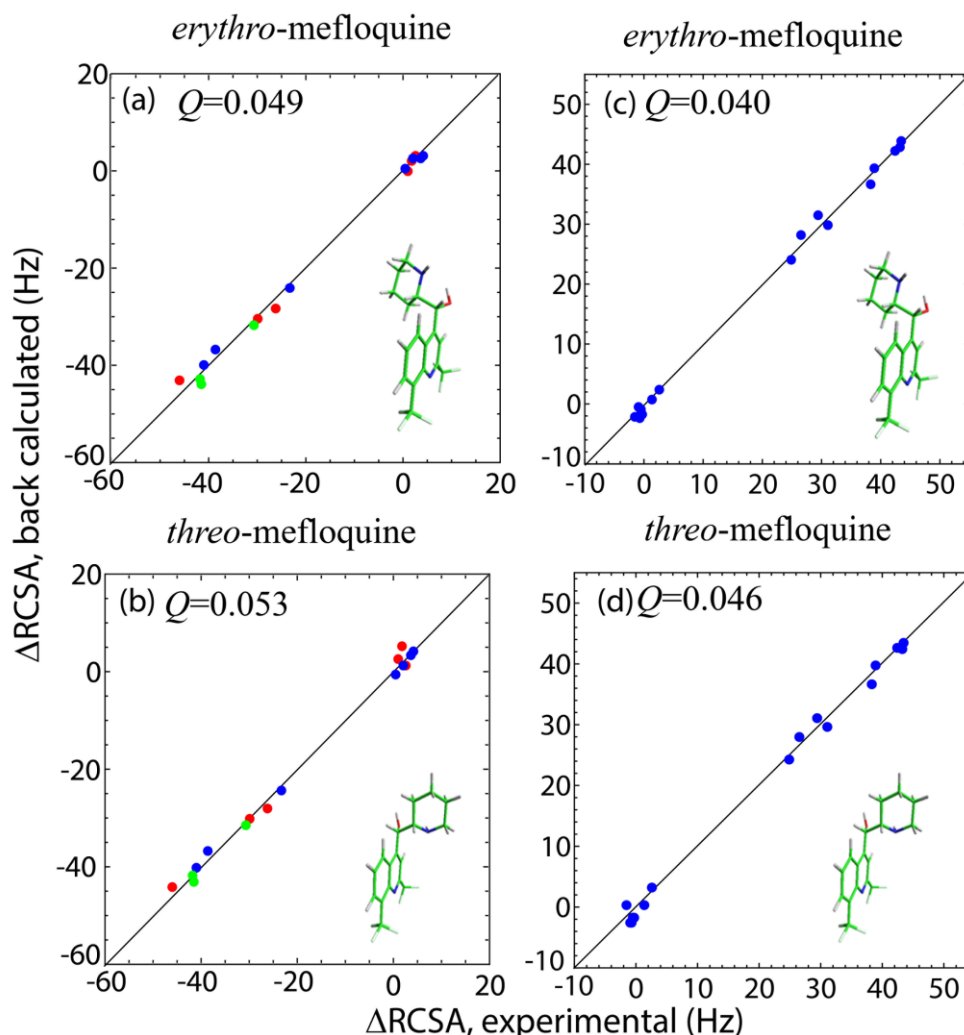 erythro-mefloquine
(a) Q=0.049
20
0
-20
-40
-60
-60 -40 -20 0 20
erythro-mefloquine
(c) Q=0.040
50
40
30
20
10
0
-10
-10 0 10 20 30 40 50
threo-mefloquine
(b) Q=0.053
20
0
-20
-40
-60
-60 -40 -20 0 20
threo-mefloquine
(d) Q=0.046
50
40
30
20
10
0
-10
-10 0 10 20 30 40 50
ΔRCSA, back calculated (Hz)
ΔRCSA, experimental (Hz)